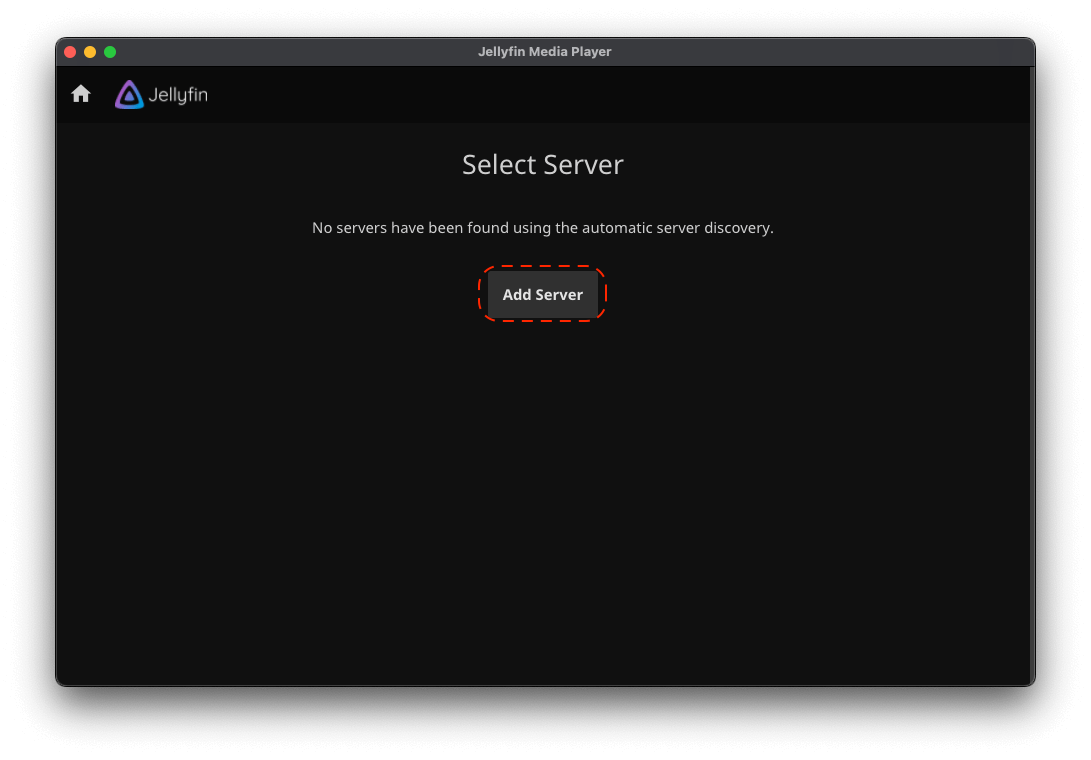 Jellyfin Media Player
Jellyfin
Select Server
No servers have been found using the automatic server discovery.
Add Server